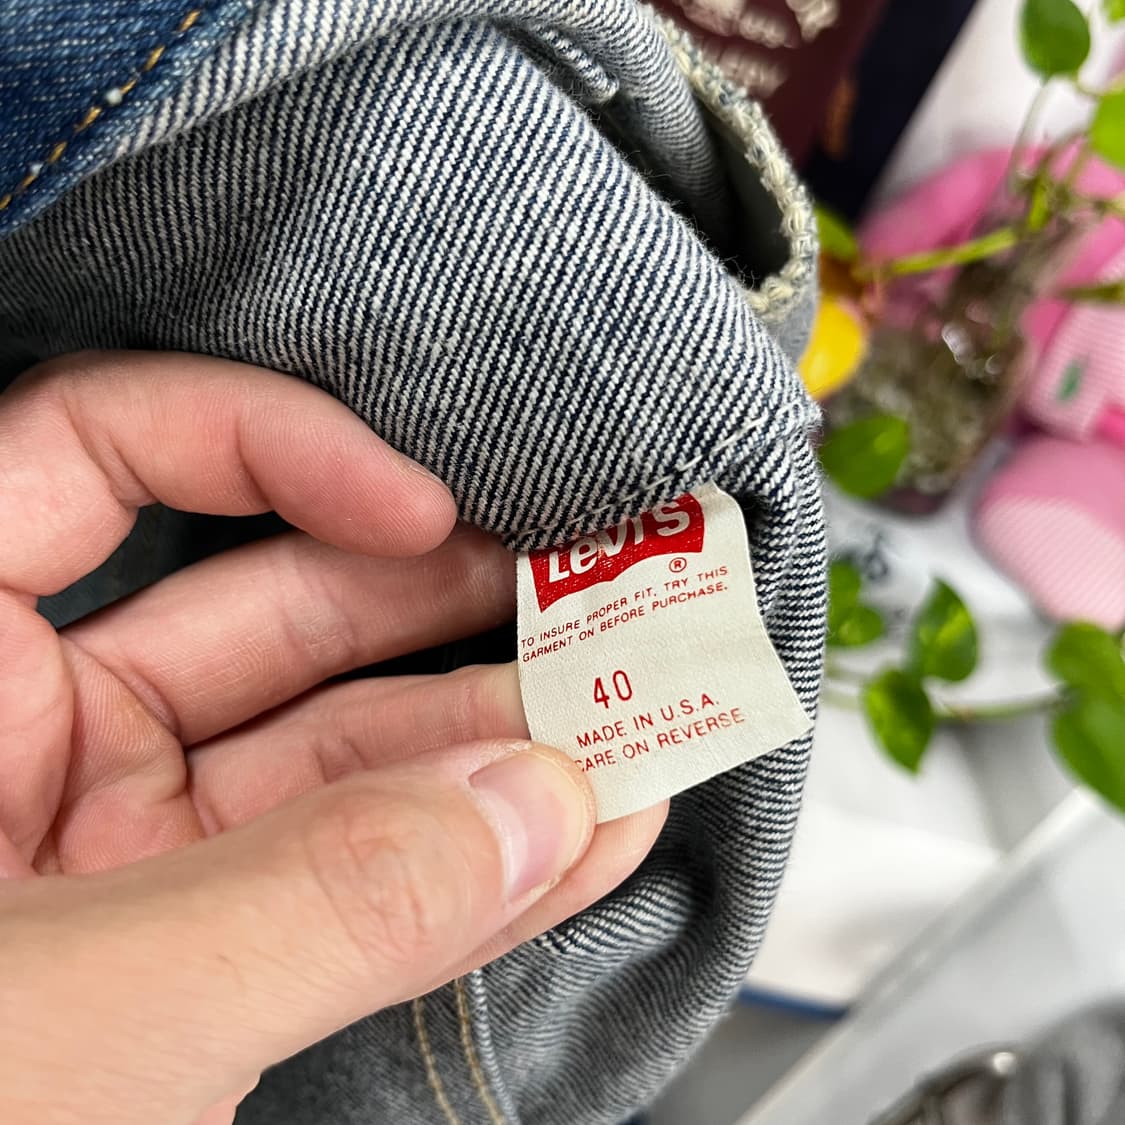 Levi's
®
TO INSURE PROPER FIT, TRY THIS
GARMENT ON BEFORE PURCHASE.
40
MADE IN U.S.A.
CARE ON REVERSE